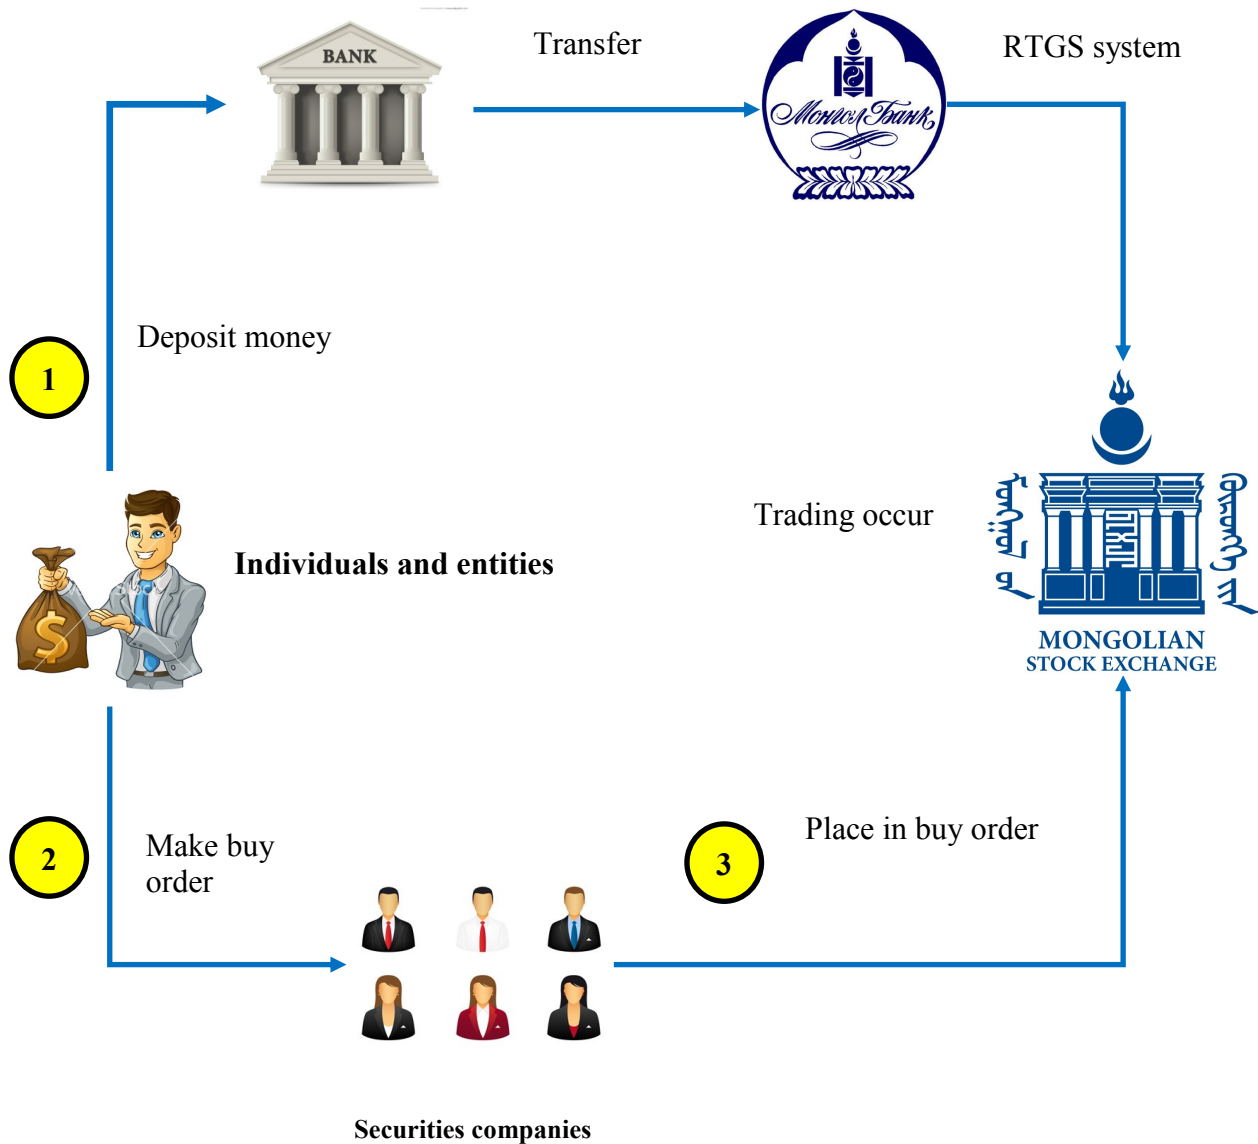 BANK
Transfer
МонголБанк
RTGS system
Deposit money
1
Individuals and entities
Trading occur
MONGOLIAN
STOCK EXCHANGE
2
Make buy
order
3
Place in buy order
Securities companies